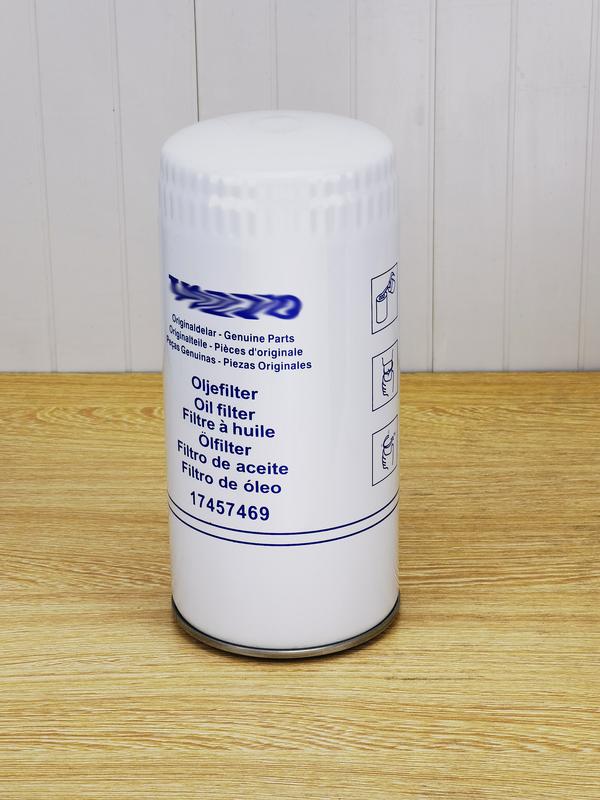 Originaldelar - Genuine Parts
Originalteile - Pièces d'originale
Peças Genuinas - Piezas Originales
Oljefilter
Oil filter
Filtre à huile
Ölfilter
Filtro de aceite
Filtro de óleo
17457469